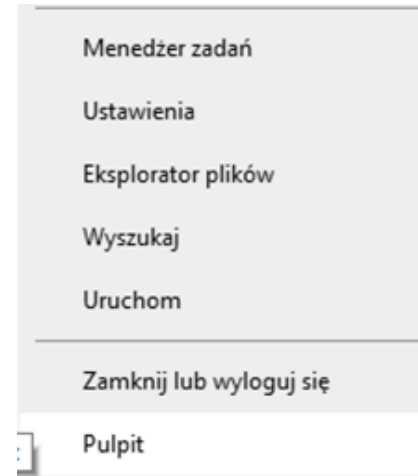 Menedżer zadań
Ustawienia
Eksplorator plików
Wyszukaj
Uruchom
Zamknij lub wyloguj się
Pulpit